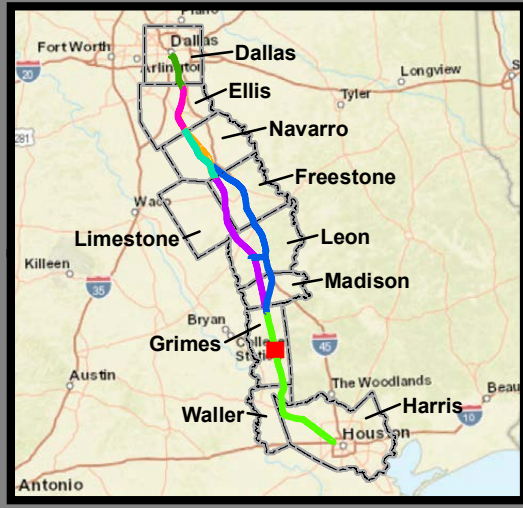 Plano
Fort Worth
Dallas
Dallas
Arlington
20
Longview
Ellis
Tyler
Navarro
281
Freestone
Waco
Limestone
Leon
Killeen
Madison
35
Bryan
Grimes
College
Station
45
Austin
The Woodlands
Beau
Waller
Harris
10
Houston
Antonio